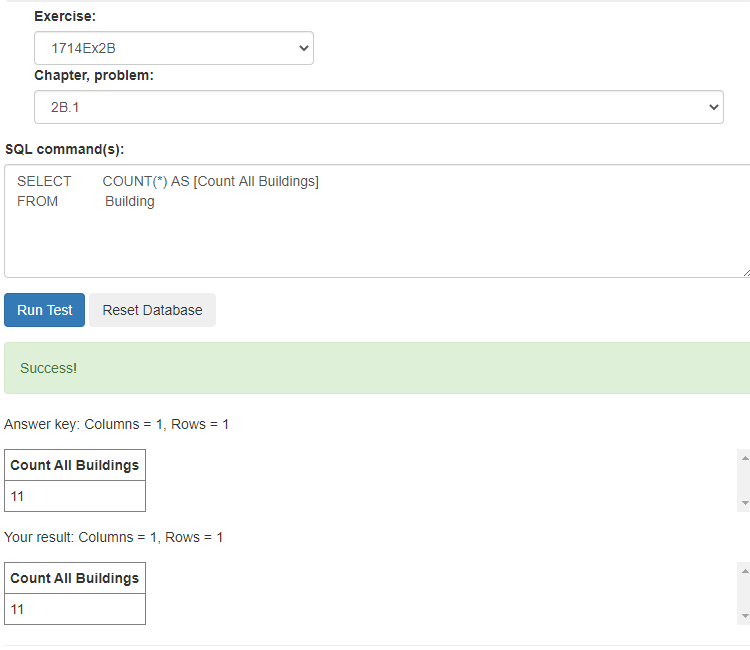 Exercise:
1714Ex2B
Chapter, problem:
2B.1
SQL command(s):
SELECT COUNT(*) AS [Count All Buildings]
FROM Building
Run Test Reset Database
Success!
Answer key: Columns = 1, Rows = 1
Count All Buildings
11
Your result: Columns = 1, Rows = 1
Count All Buildings
11